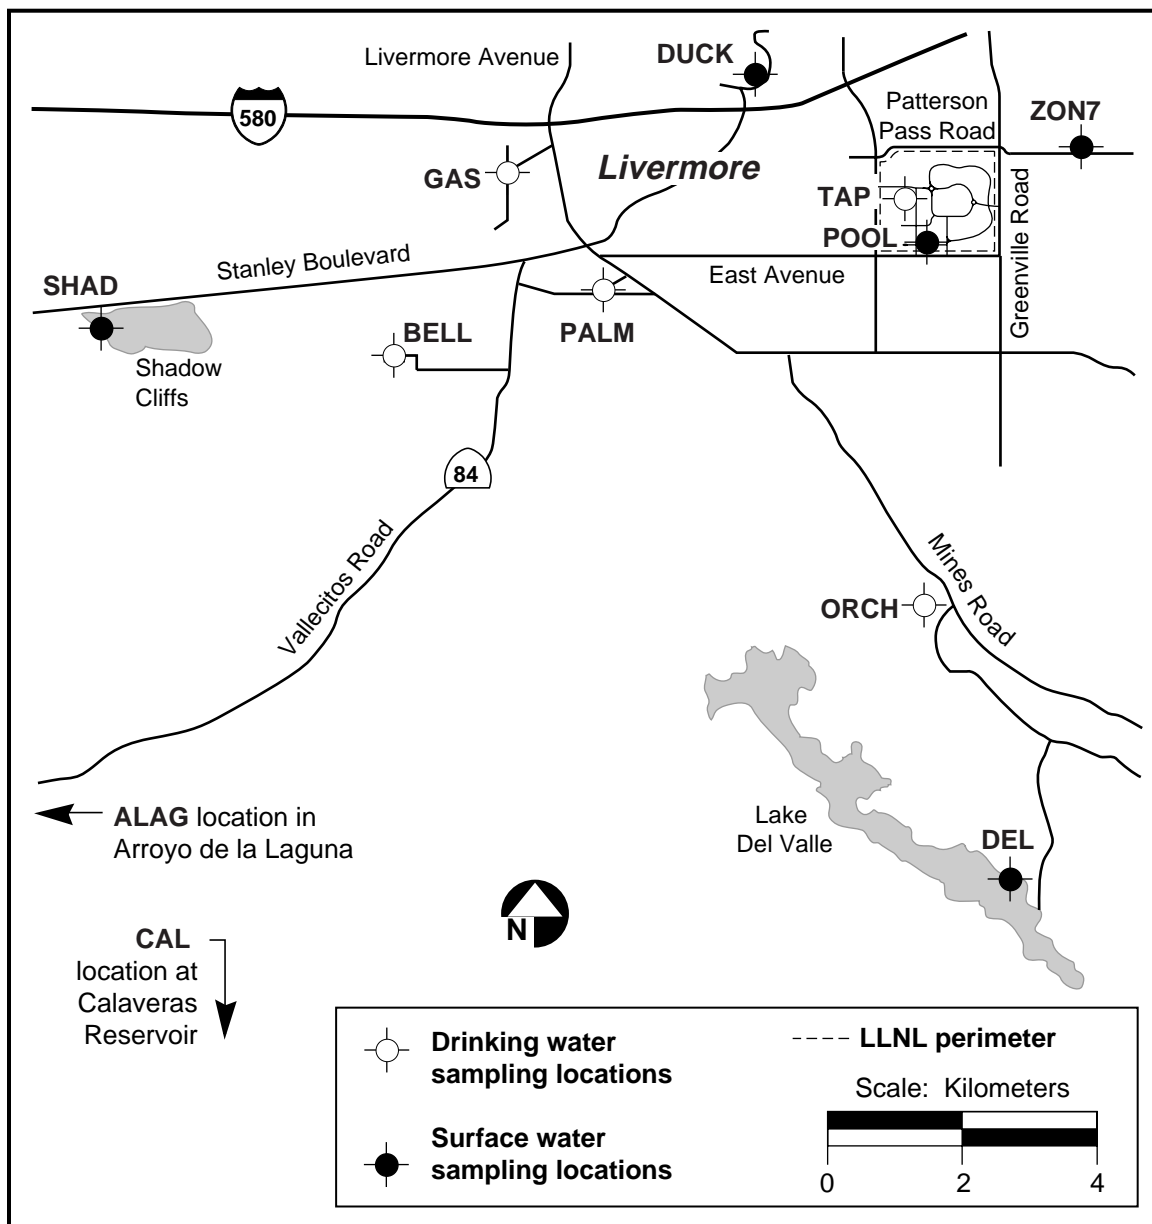 Livermore Avenue
DUCK
580
Patterson
Pass Road
ZON7
GAS
Livermore
TAP
POOL
Greenville Road
Stanley Boulevard
East Avenue
SHAD
BELL
PALM
Shadow
Cliffs
84
Vallecitos Road
Mines Road
ORCH
ALAG location in
Arroyo de la Laguna
Lake
Del Valle
DEL
N
CAL
location at
Calaveras
Reservoir
Drinking water
sampling locations
Surface water
sampling locations
LLNL perimeter
Scale: Kilometers
0 2 4